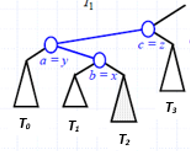 a = y
b = x
c = z
T₀
T₁
T₂
T₃